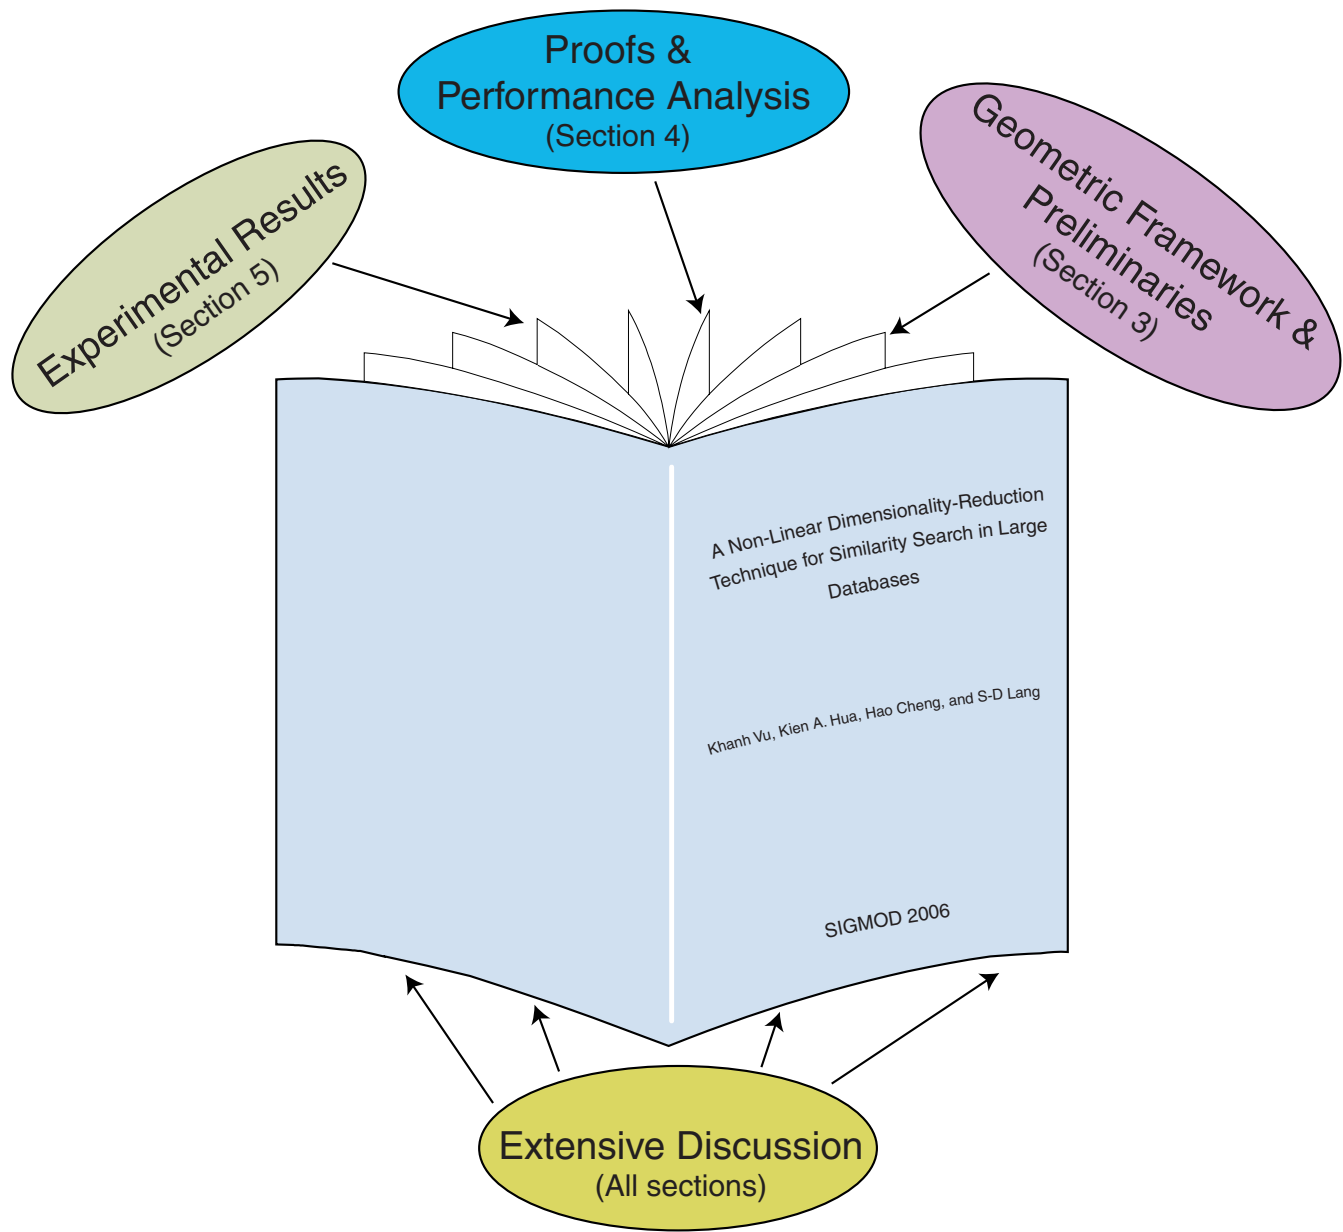 Proofs &
Performance Analysis
(Section 4)
Experimental Results
(Section 5)
Geometric Framework &
Preliminaries
(Section 3)
A Non-Linear Dimensionality-Reduction
Technique for Similarity Search in Large
Databases
Khanh Vu, Kien A. Hua, Hao Cheng, and S-D Lang
SIGMOD 2006
Extensive Discussion
(All sections)